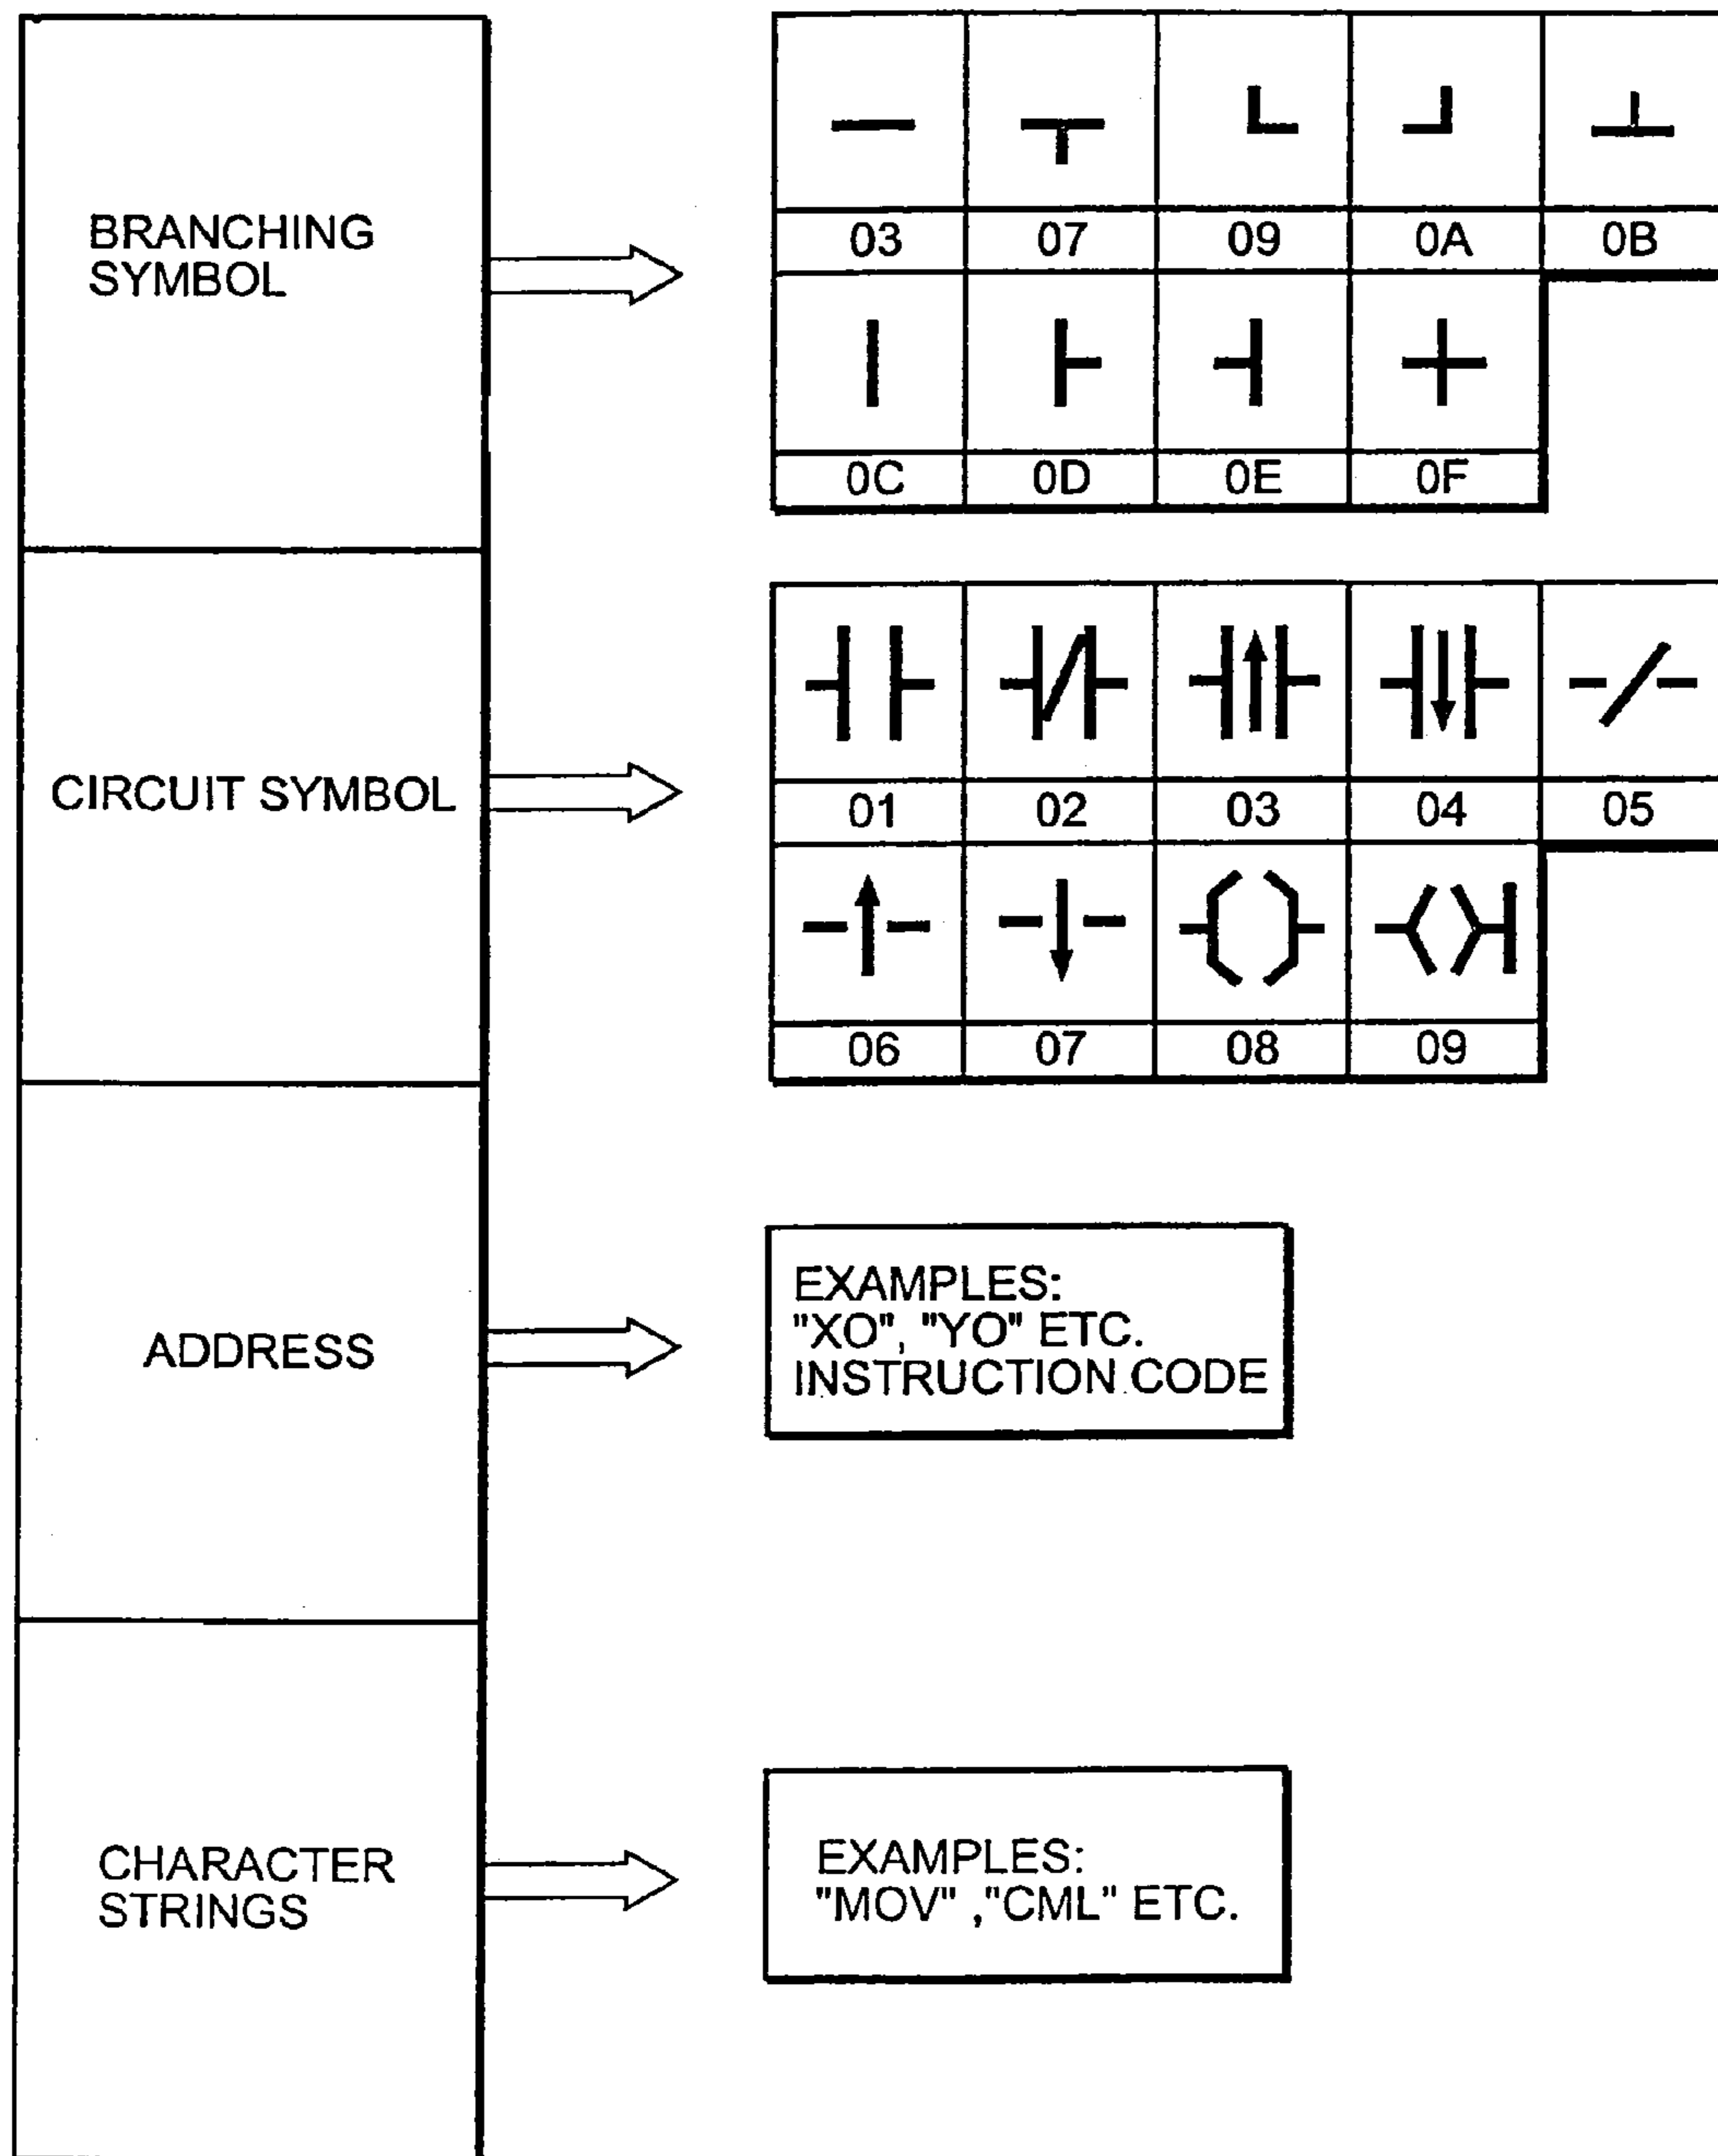 BRANCHING
SYMBOL
03 07 09 0A 0B
0C 0D 0E 0F
CIRCUIT SYMBOL
01 02 03 04 05
06 07 08 09
ADDRESS
EXAMPLES:
"XO", "YO" ETC.
INSTRUCTION CODE
CHARACTER
STRINGS
EXAMPLES:
"MOV" ,"CML" ETC.